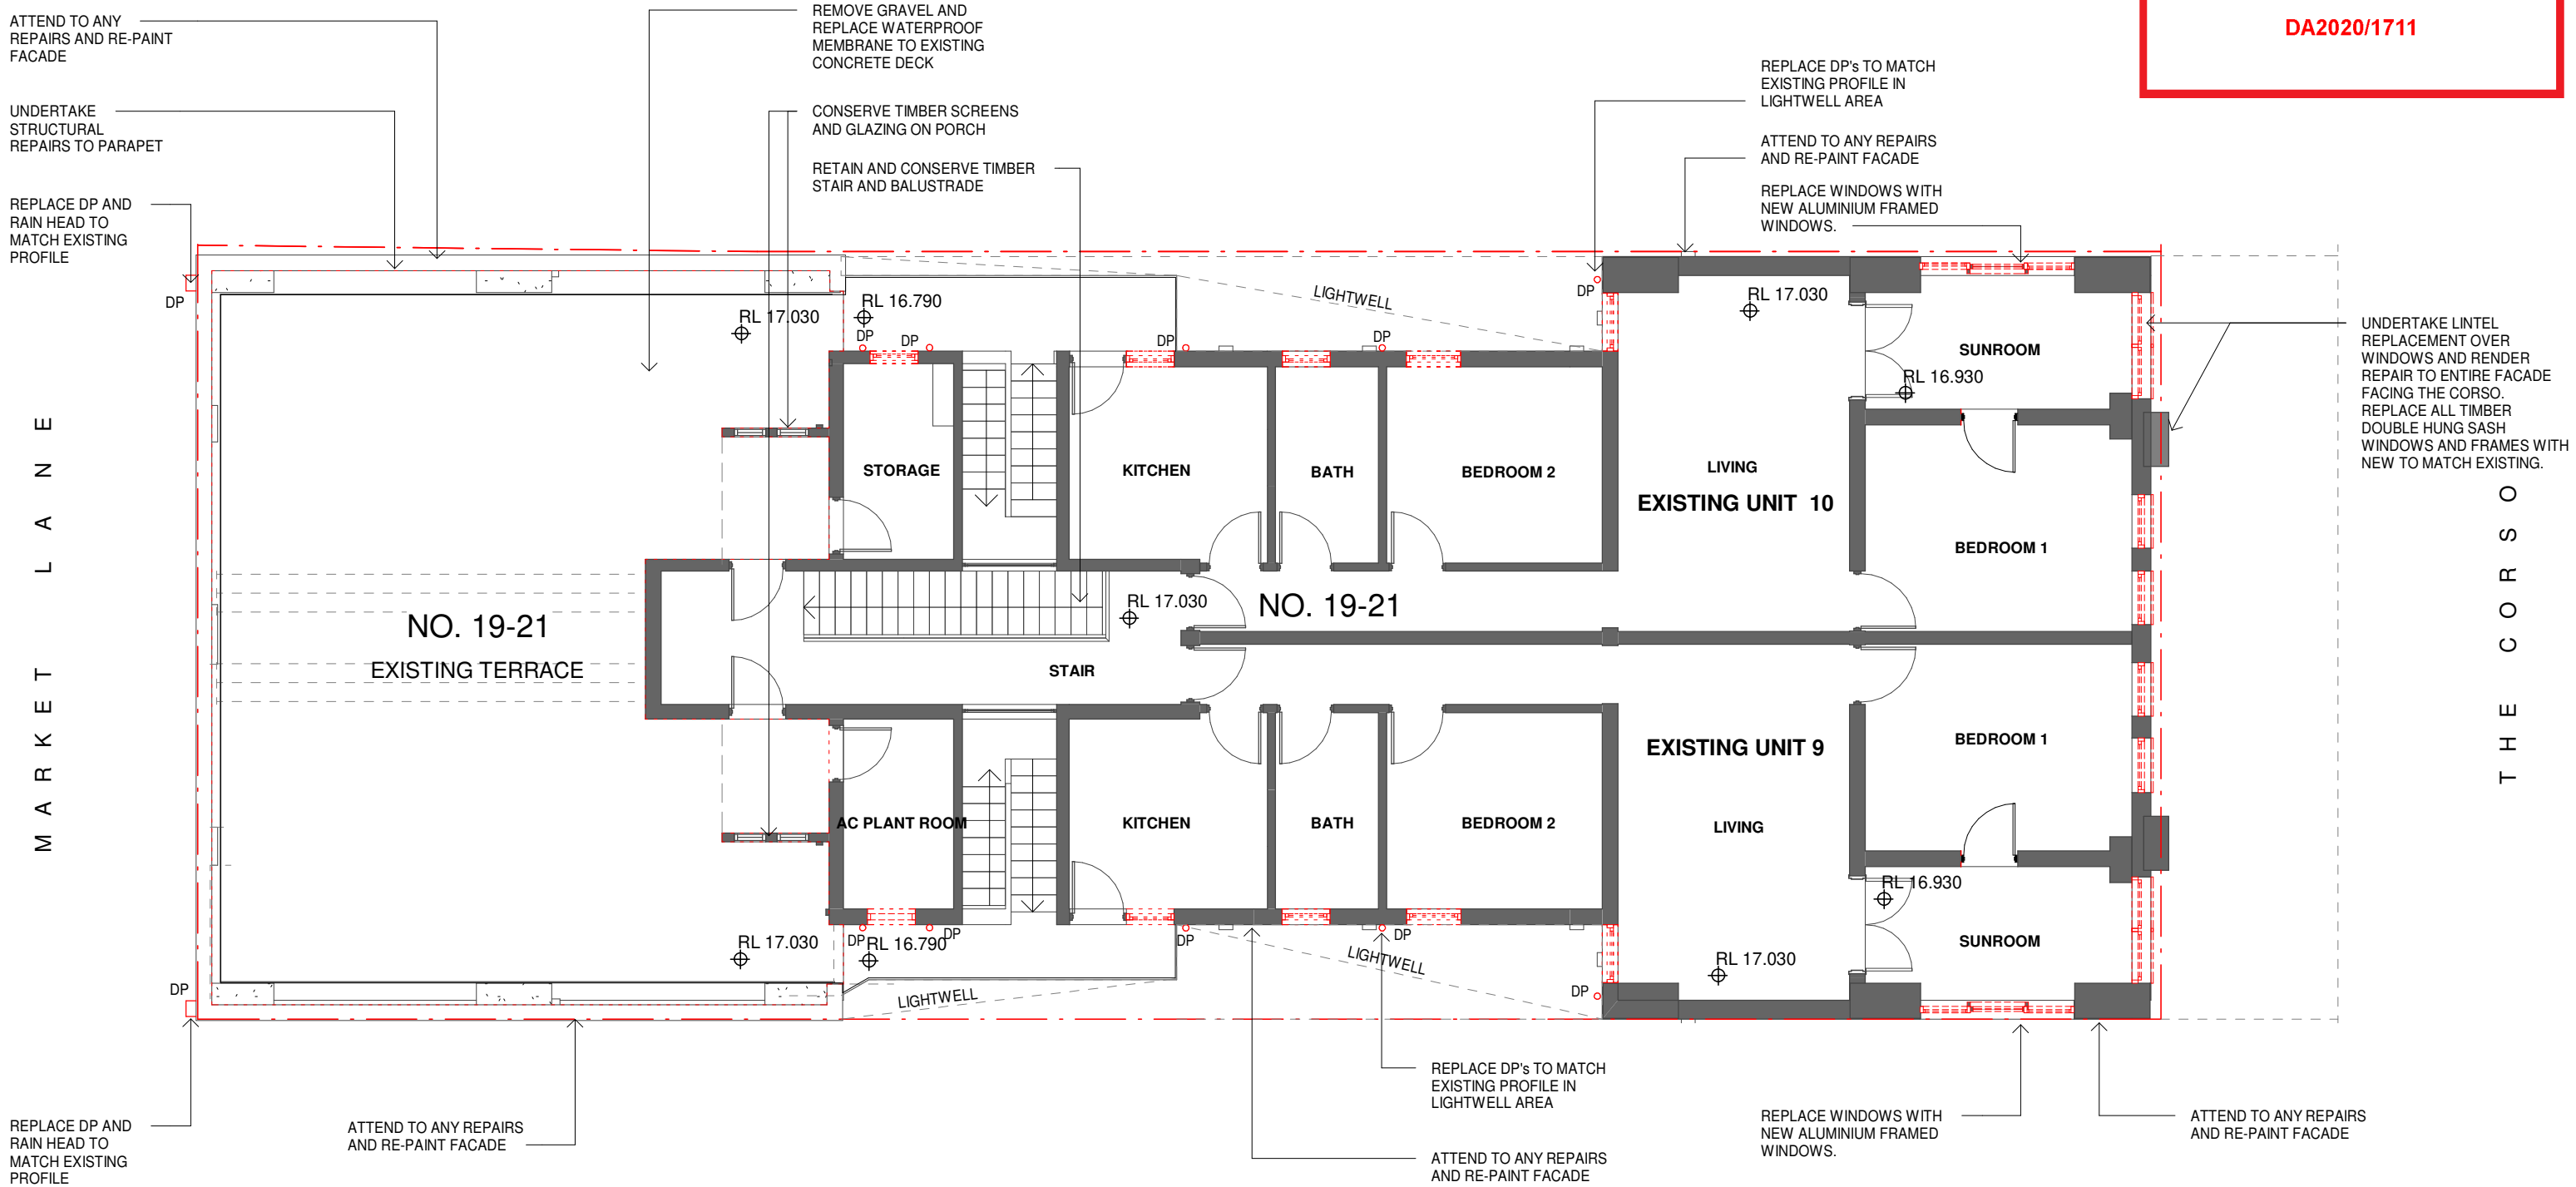 ATTEND TO ANY
REPAIRS AND RE-PAINT
FACADE
REMOVE GRAVEL AND
REPLACE WATERPROOF
MEMBRANE TO EXISTING
CONCRETE DECK
DA2020/1711
REPLACE DP's TO MATCH
EXISTING PROFILE IN
LIGHTWELL AREA
UNDERTAKE
STRUCTURAL
REPAIRS TO PARAPET
CONSERVE TIMBER SCREENS
AND GLAZING ON PORCH
ATTEND TO ANY REPAIRS
AND RE-PAINT FACADE
RETAIN AND CONSERVE TIMBER
STAIR AND BALUSTRADE
REPLACE WINDOWS WITH
NEW ALUMINIUM FRAMED
WINDOWS.
REPLACE DP AND
RAIN HEAD TO
MATCH EXISTING
PROFILE
DP
RL 17.030
RL 16.790
DP
DP
DP
LIGHTWELL
DP
DP
RL 17.030
SUNROOM
RL 16.930
UNDERTAKE LINTEL
REPLACEMENT OVER
WINDOWS AND RENDER
REPAIR TO ENTIRE FACADE
FACING THE CORSO.
REPLACE ALL TIMBER
DOUBLE HUNG SASH
WINDOWS AND FRAMES WITH
NEW TO MATCH EXISTING.
STORAGE
KITCHEN
BATH
BEDROOM 2
LIVING
EXISTING UNIT 10
BEDROOM 1
MARKET LANE
THE CORSO
NO. 19-21
EXISTING TERRACE
RL 17.030
NO. 19-21
STAIR
EXISTING UNIT 9
BEDROOM 1
AC PLANT ROOM
KITCHEN
BATH
BEDROOM 2
LIVING
RL 16.930
SUNROOM
RL 17.030
DP
RL 16.790
DP
DP
DP
LIGHTWELL
RL 17.030
DP
DP
LIGHTWELL
REPLACE DP's TO MATCH
EXISTING PROFILE IN
LIGHTWELL AREA
REPLACE DP AND
RAIN HEAD TO
MATCH EXISTING
PROFILE
ATTEND TO ANY REPAIRS
AND RE-PAINT FACADE
ATTEND TO ANY REPAIRS
AND RE-PAINT FACADE
REPLACE WINDOWS WITH
NEW ALUMINIUM FRAMED
WINDOWS.
ATTEND TO ANY REPAIRS
AND RE-PAINT FACADE